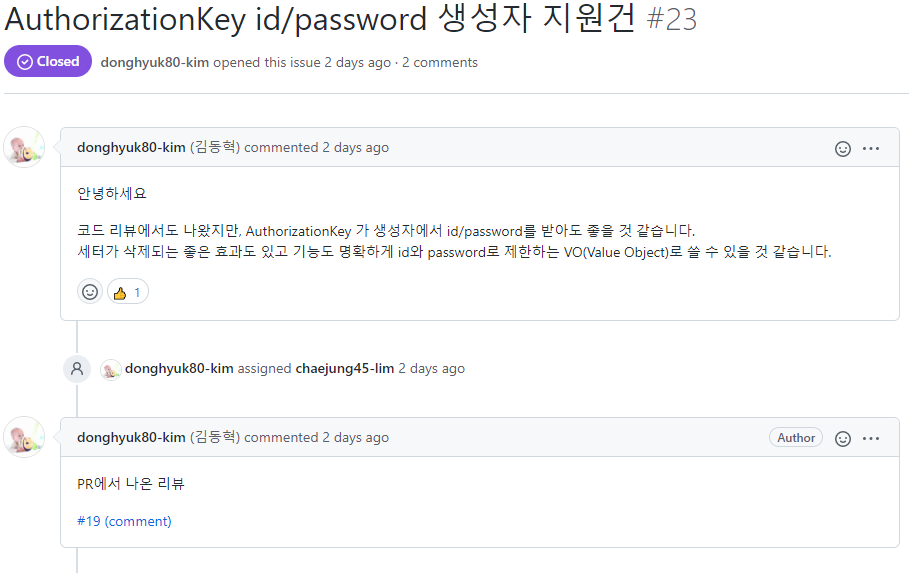 AuthorizationKey id/password 생성자 지원건 #23
Closed donghyuk80-kim opened this issue 2 days ago · 2 comments
donghyuk80-kim (김동혁) commented 2 days ago
안녕하세요
코드 리뷰에서도 나왔지만, AuthorizationKey 가 생성자에서 id/password를 받아도 좋을 것 같습니다.
세터가 삭제되는 좋은 효과도 있고 기능도 명확하게 id와 password로 제한하는 VO(Value Object)로 쓸 수 있을 것 같습니다.
1
donghyuk80-kim assigned chaejung45-lim 2 days ago
donghyuk80-kim (김동혁) commented 2 days ago Author
PR에서 나온 리뷰
#19 (comment)